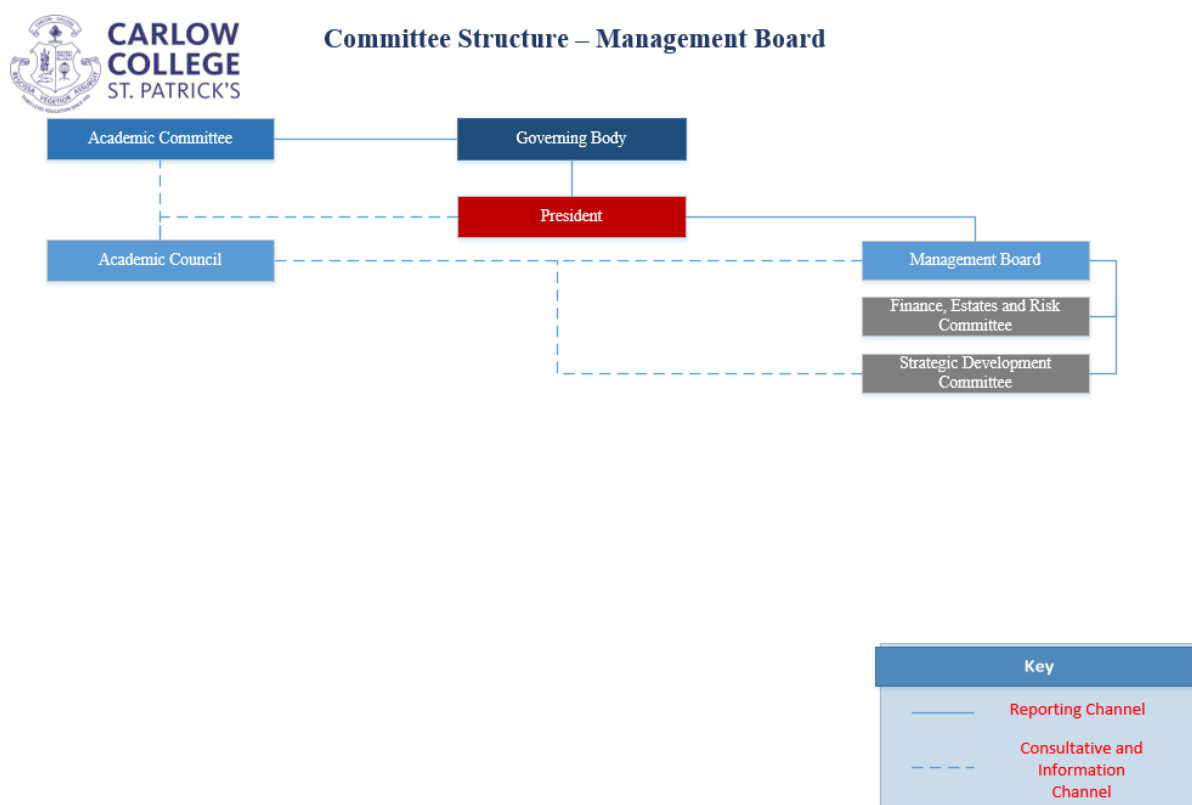 CARLOW
COLLEGE
ST. PATRICK'S
Committee Structure – Management Board
Academic Committee
Governing Body
President
Academic Council
Management Board
Finance, Estates and Risk
Committee
Strategic Development
Committee
Key
Reporting Channel
Consultative and
Information
Channel